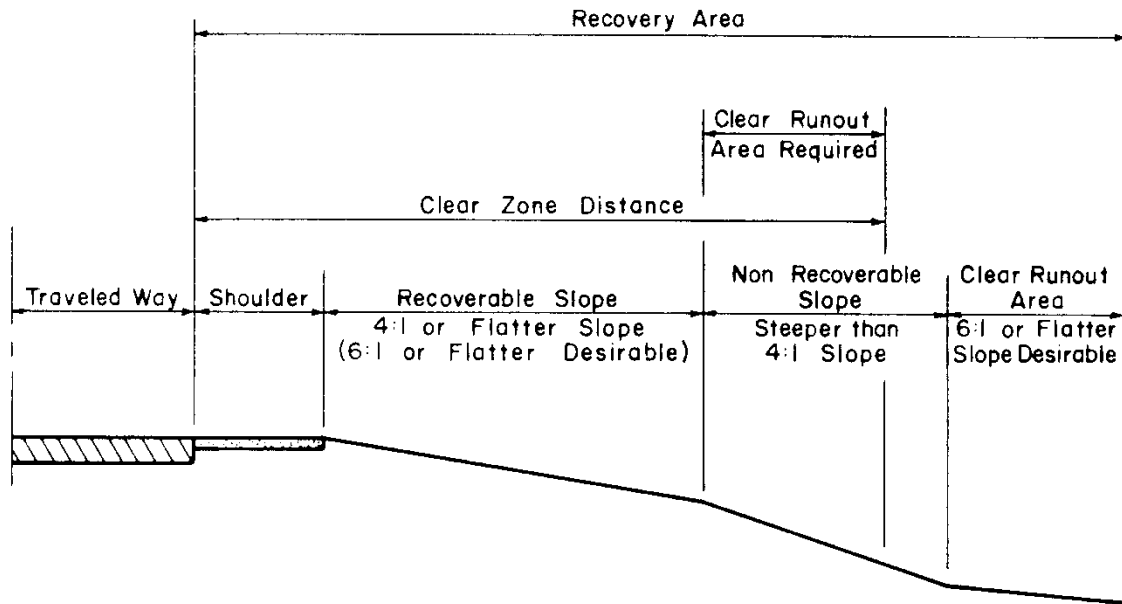 Recovery Area
Clear Runout
Area Required
Clear Zone Distance
Traveled Way
Shoulder
Recoverable Slope
4:1 or Flatter Slope
(6:1 or Flatter Desirable)
Non Recoverable
Slope
Steeper than
4:1 Slope
Clear Runout
Area
6:1 or Flatter
Slope Desirable